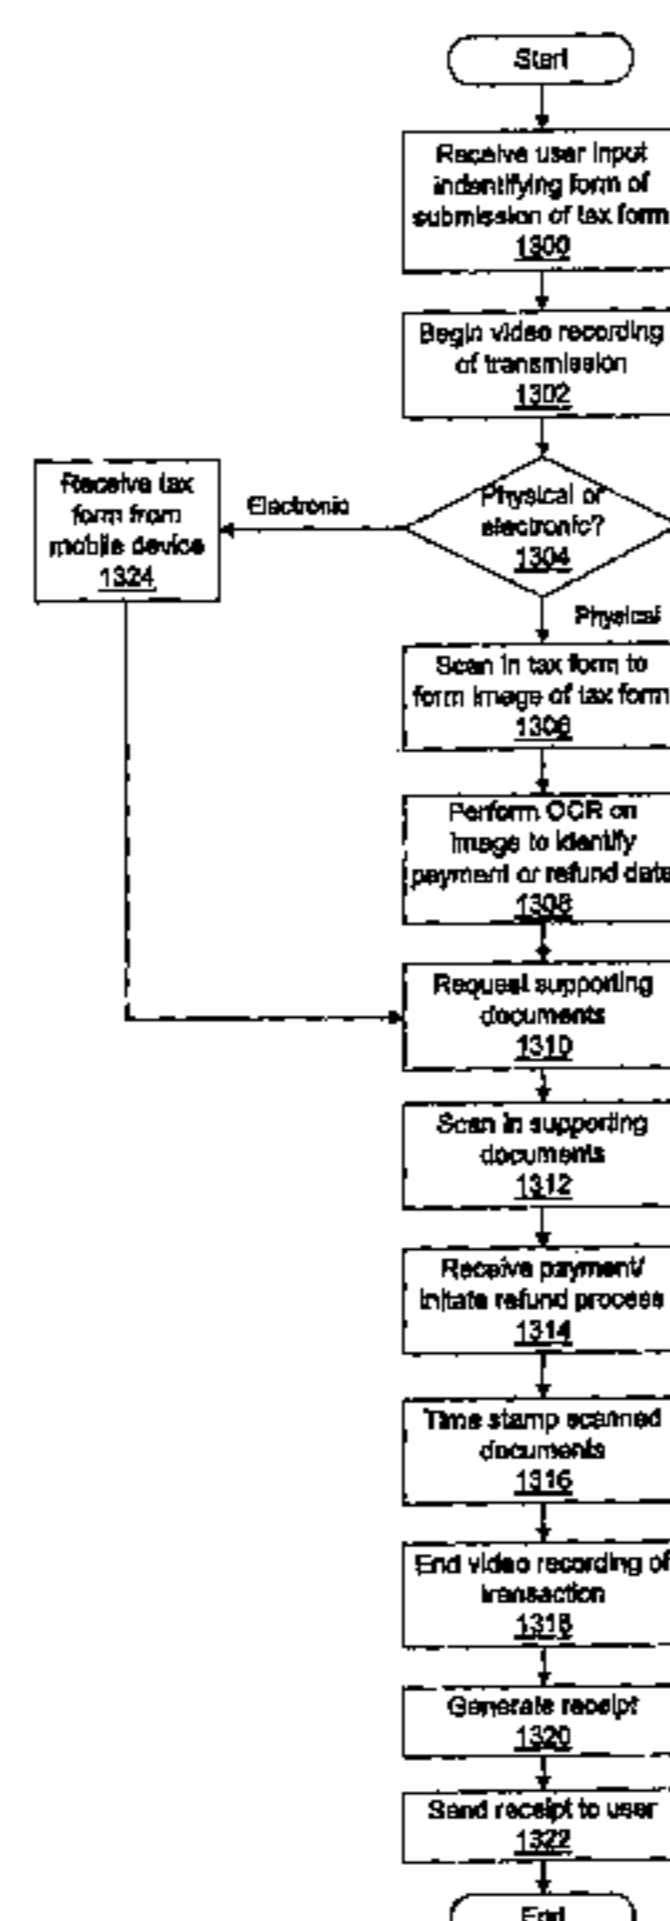 Start
Receive user input
indentifying form of
submission of tax form
1300
Begin video recording
of transmission
1302
Physical or
electronic?
1304
Electronic
Receive tax
form from
mobile device
1324
Physical
Scan in tax form to
form image of tax form
1306
Perform OCR on
image to identify
payment or refund data
1308
Request supporting
documents
1310
Scan in supporting
documents
1312
Receive payment/
initate refund process
1314
Time stamp scanned
documents
1316
End video recording of
transaction
1318
Generate receipt
1320
Send receipt to user
1322
End